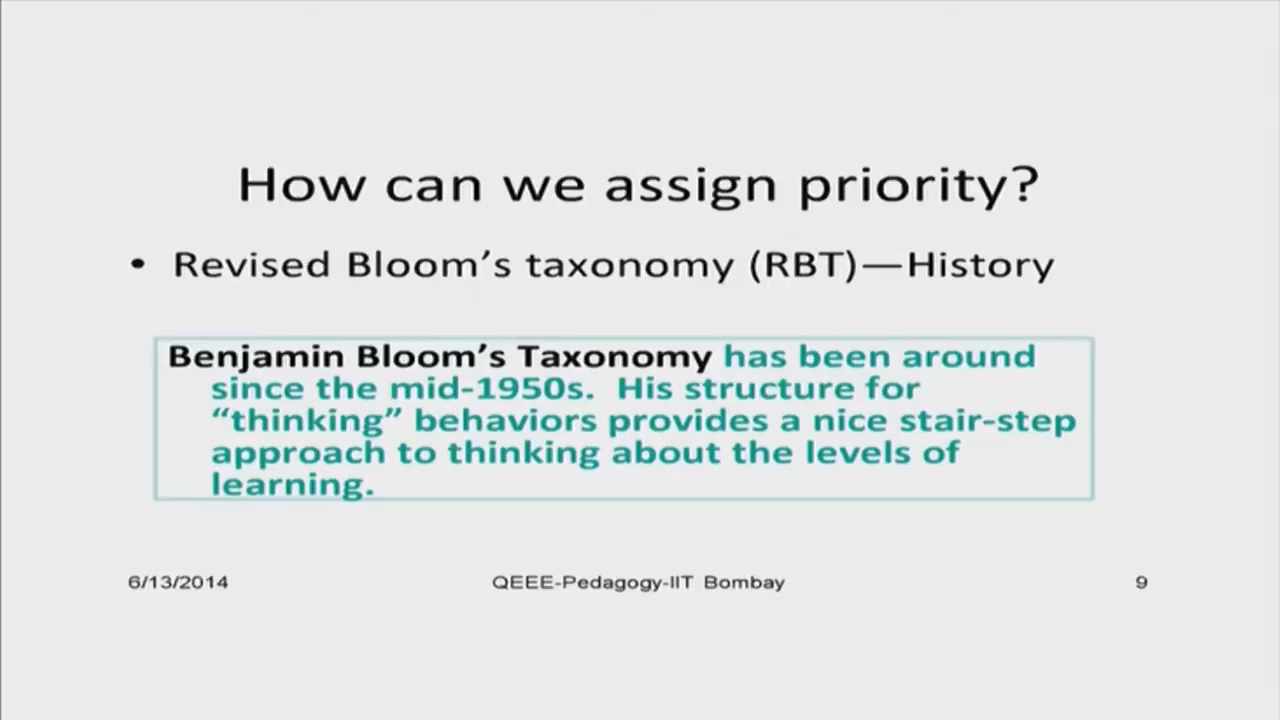 How can we assign priority?
• Revised Bloom’s taxonomy (RBT)—History
Benjamin Bloom’s Taxonomy has been around
since the mid-1950s.  His structure for
“thinking” behaviors provides a nice stair-step
approach to thinking about the levels of
learning.
6/13/2014 QEEE-Pedagogy-IIT Bombay 9